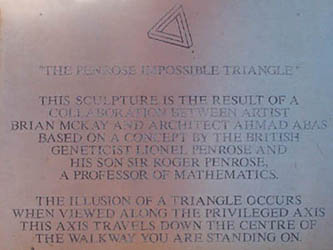 "THE PENROSE IMPOSSIBLE TRIANGLE"
THIS SCULPTURE IS THE RESULT OF A
COLLABORATION BETWEEN ARTIST
BRIAN MCKAY AND ARCHITECT AHMAD ABAS
BASED ON A CONCEPT BY THE BRITISH
GENETICIST LIONEL PENROSE AND
HIS SON SIR ROGER PENROSE,
A PROFESSOR OF MATHEMATICS.
THE ILLUSION OF A TRIANGLE OCCURS
WHEN VIEWED ALONG THE PRIVILEGED AXIS
THIS AXIS TRAVELS DOWN THE CENTRE OF
THE WALKWAY YOU ARE STANDING ON.